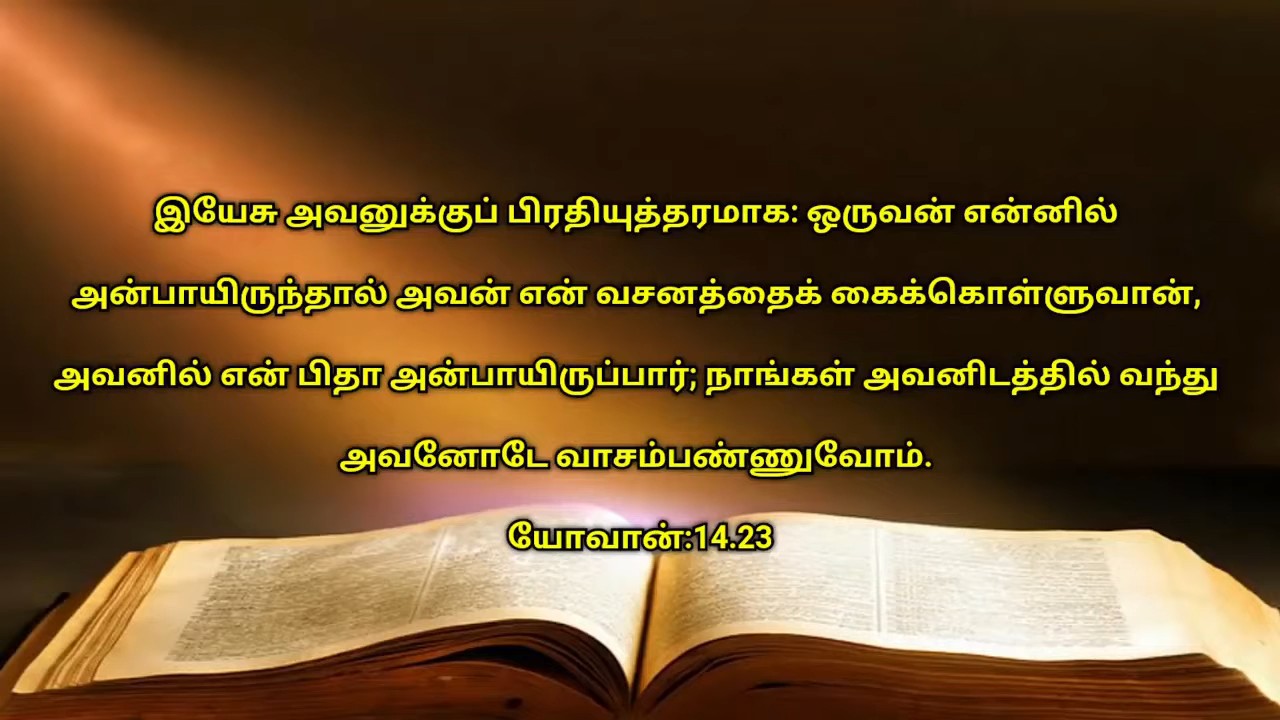 இயேசு அவனுக்குப் பிரதியுத்தரமாக: ஒருவன் என்னில்
அன்பாயிருந்தால் அவன் என் வசனத்தைக் கைக்கொள்ளுவான்,
அவனில் என் பிதா அன்பாயிருப்பார்; நாங்கள் அவனிடத்தில் வந்து
அவனோடே வாசம்பண்ணுவோம்.
யோவான்:14.23